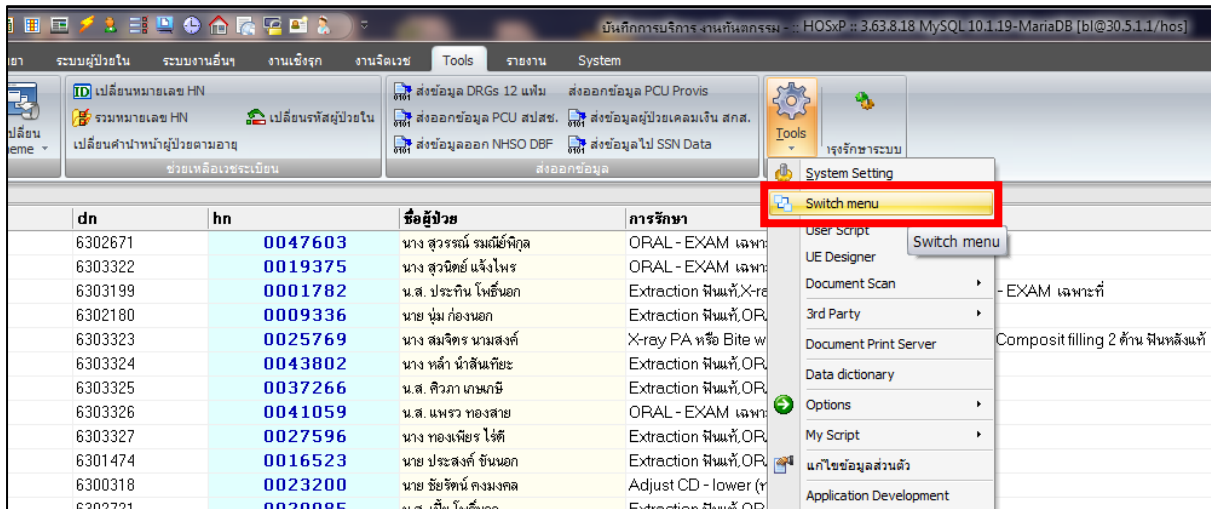 บันทึกการบริการ งานทันตกรรม - :: HOSxP :: 3.63.8.18 MySQL 10.1.19-MariaDB [bl@30.5.1.1/hos]
ยา ระบบผู้ป่วยใน ระบบงานอื่นๆ งานเชิงรุก งานจิตเวช Tools รายงาน System
ID เปลี่ยนหมายเลข HN ส่งข้อมูล DRGs 12 แฟ้ม ส่งออกข้อมูล PCU Provis
รวมหมายเลข HN เปลี่ยนรหัสผู้ป่วยใน ส่งออกข้อมูล PCU สปสช. ส่งข้อมูลผู้ป่วยเคลมเงิน สกส. Tools
ปลี่ยน
eme เปลี่ยนคำนำหน้าผู้ป่วยตามอายุ ส่งข้อมูลออก NHSO DBF ส่งข้อมูลไป SSN Data ารุงรักษาระบบ
ช่วยเหลือเวชระเบียน ส่งออกข้อมูล
System Setting
Switch menu
User Script
Switch menu
UE Designer
Document Scan
3rd Party
Document Print Server
Data dictionary
Options
My Script
แก้ไขข้อมูลส่วนตัว
Application Development
dn hn ชื่อผู้ป่วย การรักษา
6302671 0047603 นาง สุวรรณ์ รมณีย์พิกุล ORAL - EXAM เฉพา
6303322 0019375 นาง สุวนิตย์ แจ้งไพร ORAL - EXAM เฉพา
6303199 0001782 น.ส. ประทิน โพธิ์นอก Extraction ฟันแท้,X-ra - EXAM เฉพาะที่
6302180 0009336 นาย นุ่ม ก่องนอก Extraction ฟันแท้,OR
6303323 0025769 นาง สมจิตร นามสงค์ X-ray PA หรือ Bite w Composit filling 2 ด้าน ฟันหลังแท้
6303324 0043802 นาง หล้า นำสันเทียะ Extraction ฟันแท้,OR
6303325 0037266 น.ส. ศิวภา เกษกษี Extraction ฟันแท้,OR
6303326 0041059 น.ส. แพรว ทองสาย ORAL - EXAM เฉพา
6303327 0027596 นาง ทองเพียร ไร่ดี Extraction ฟันแท้,OR
6301474 0016523 นาย ประสงค์ ขันนอก Extraction ฟันแท้,OR
6300318 0023200 นาย ชัยรัตน์ คงมงคล Adjust CD - lower (